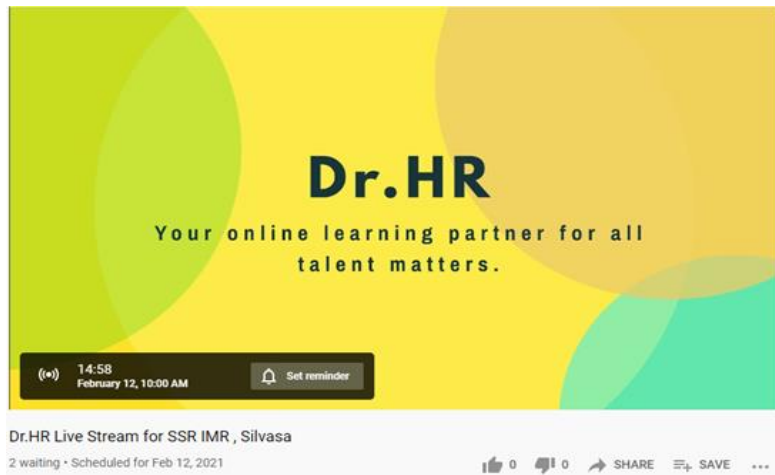 Dr.HR
Your online learning partner for all
talent matters.
14:58
February 12, 10:00 AM
Set reminder
Dr.HR Live Stream for SSR IMR , Silvasa
2 waiting • Scheduled for Feb 12, 2021
0 0 SHARE SAVE ...